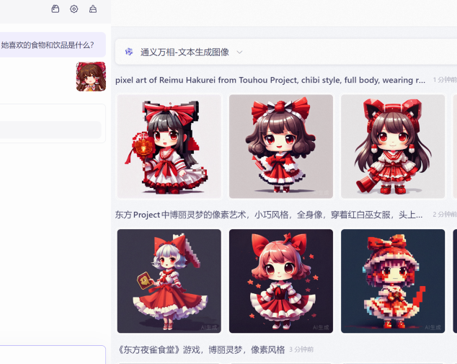 她喜欢的食物和饮品是什么？
通义万相-文本生成图像
pixel art of Reimu Hakurei from Touhou Project, chibi style, full body, wearing r...
1 分钟前
东方Project中博丽灵梦的像素艺术，小巧风格，全身像，穿着红白巫女服，头上...
2 分钟前
《东方夜雀食堂》游戏，博丽灵梦，像素风格
3 分钟前